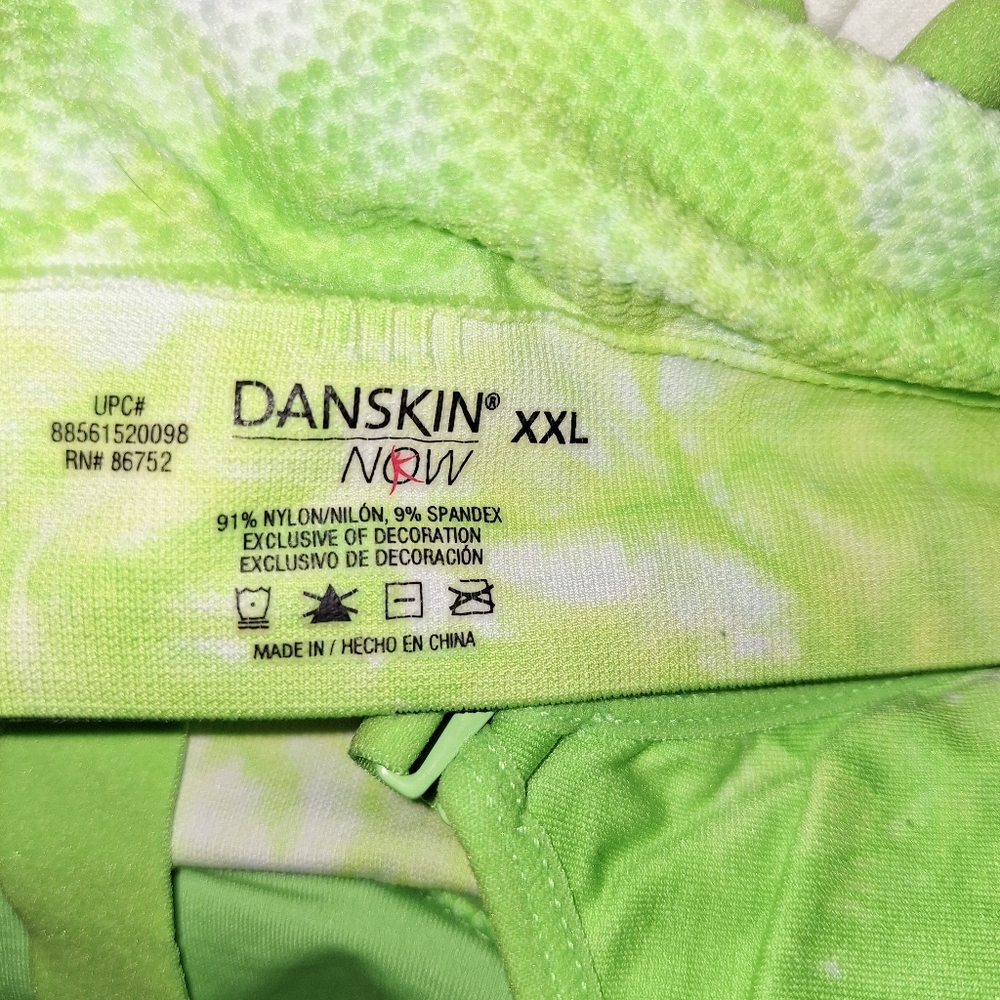 UPC#
88561520098
RN# 86752
DANSKIN® XXL
NOW
91% NYLON/NILÓN, 9% SPANDEX
EXCLUSIVE OF DECORATION
EXCLUSIVO DE DECORACIÓN
MADE IN / HECHO EN CHINA